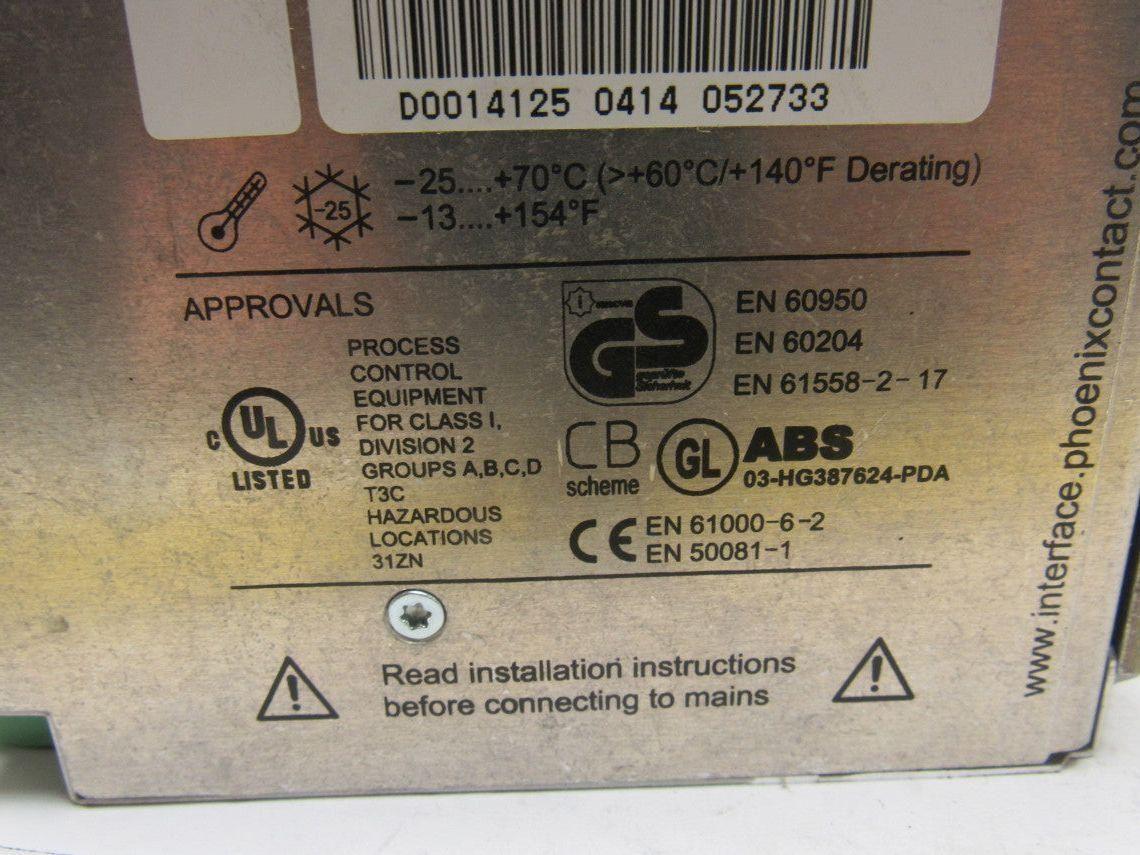 D0014125 0414 052733
-25
–25....+70°C (>+60°C/+140°F Derating)
–13....+154°F
APPROVALS
C UL US
LISTED
PROCESS
CONTROL
EQUIPMENT
FOR CLASS I,
DIVISION 2
GROUPS A,B,C,D
T3C
HAZARDOUS
LOCATIONS
31ZN
GS
geprüfte
Sicherheit
EN 60950
EN 60204
EN 61558-2-17
CB
scheme
GL
ABS
03-HG387624-PDA
CE
EN 61000-6-2
EN 50081-1
Read installation instructions
before connecting to mains
www.interface.phoenixcontact.com